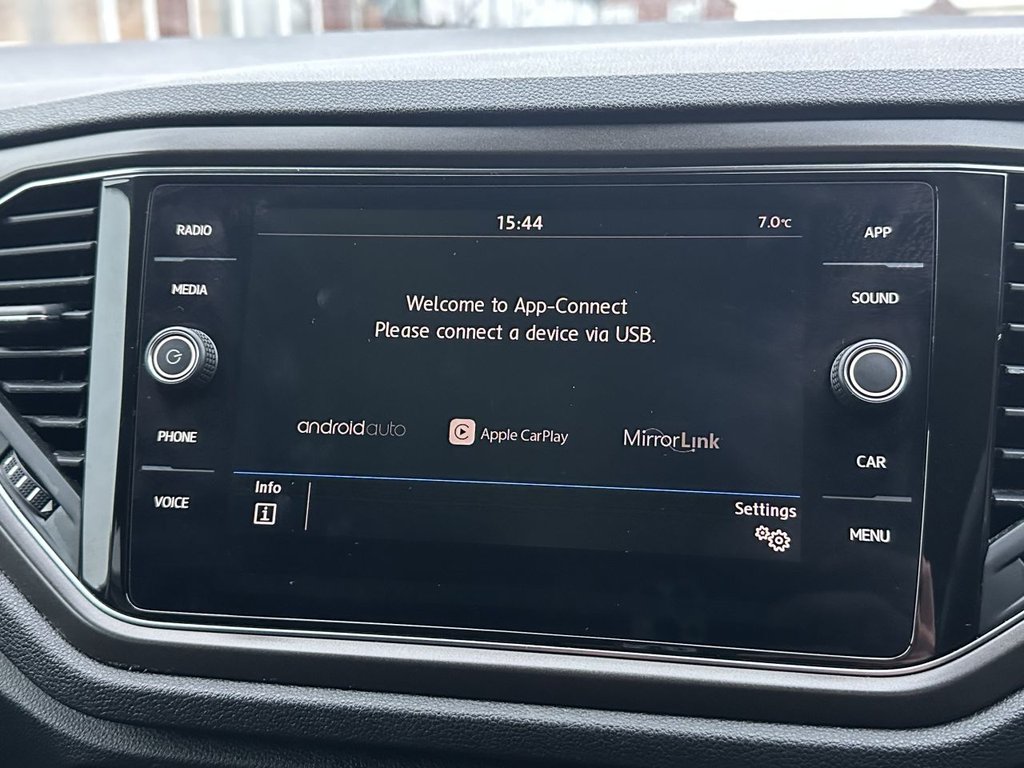 15:44
7.0°C
RADIO
MEDIA
PHONE
VOICE
Welcome to App-Connect
Please connect a device via USB.
androidauto
Apple CarPlay
MirrorLink
Info
i
Settings
APP
SOUND
CAR
MENU